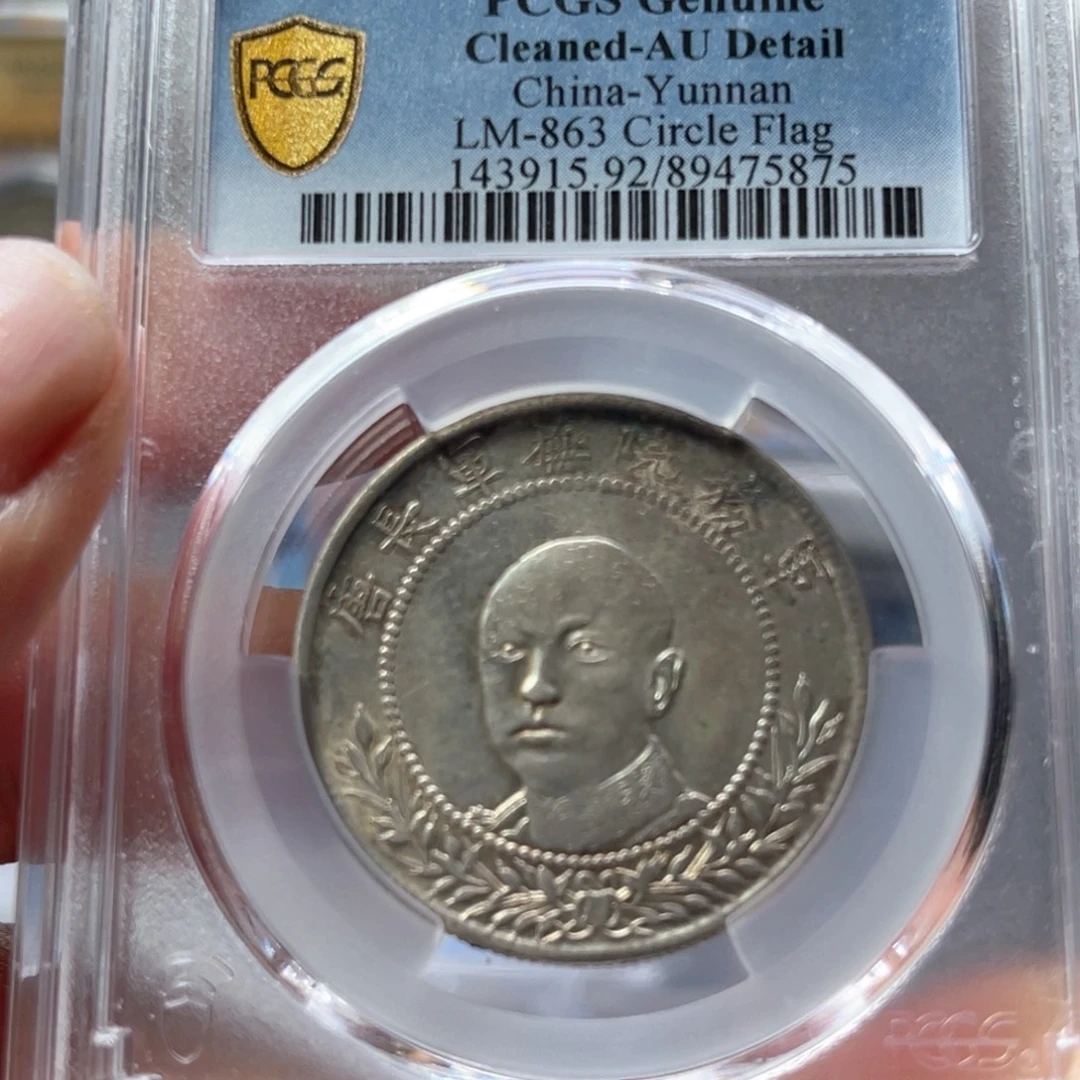 PCGS Genuine
PCGS
Cleaned-AU Detail
China-Yunnan
LM-863 Circle Flag
143915.92/89475875
軍務院撫軍長唐
PCGS